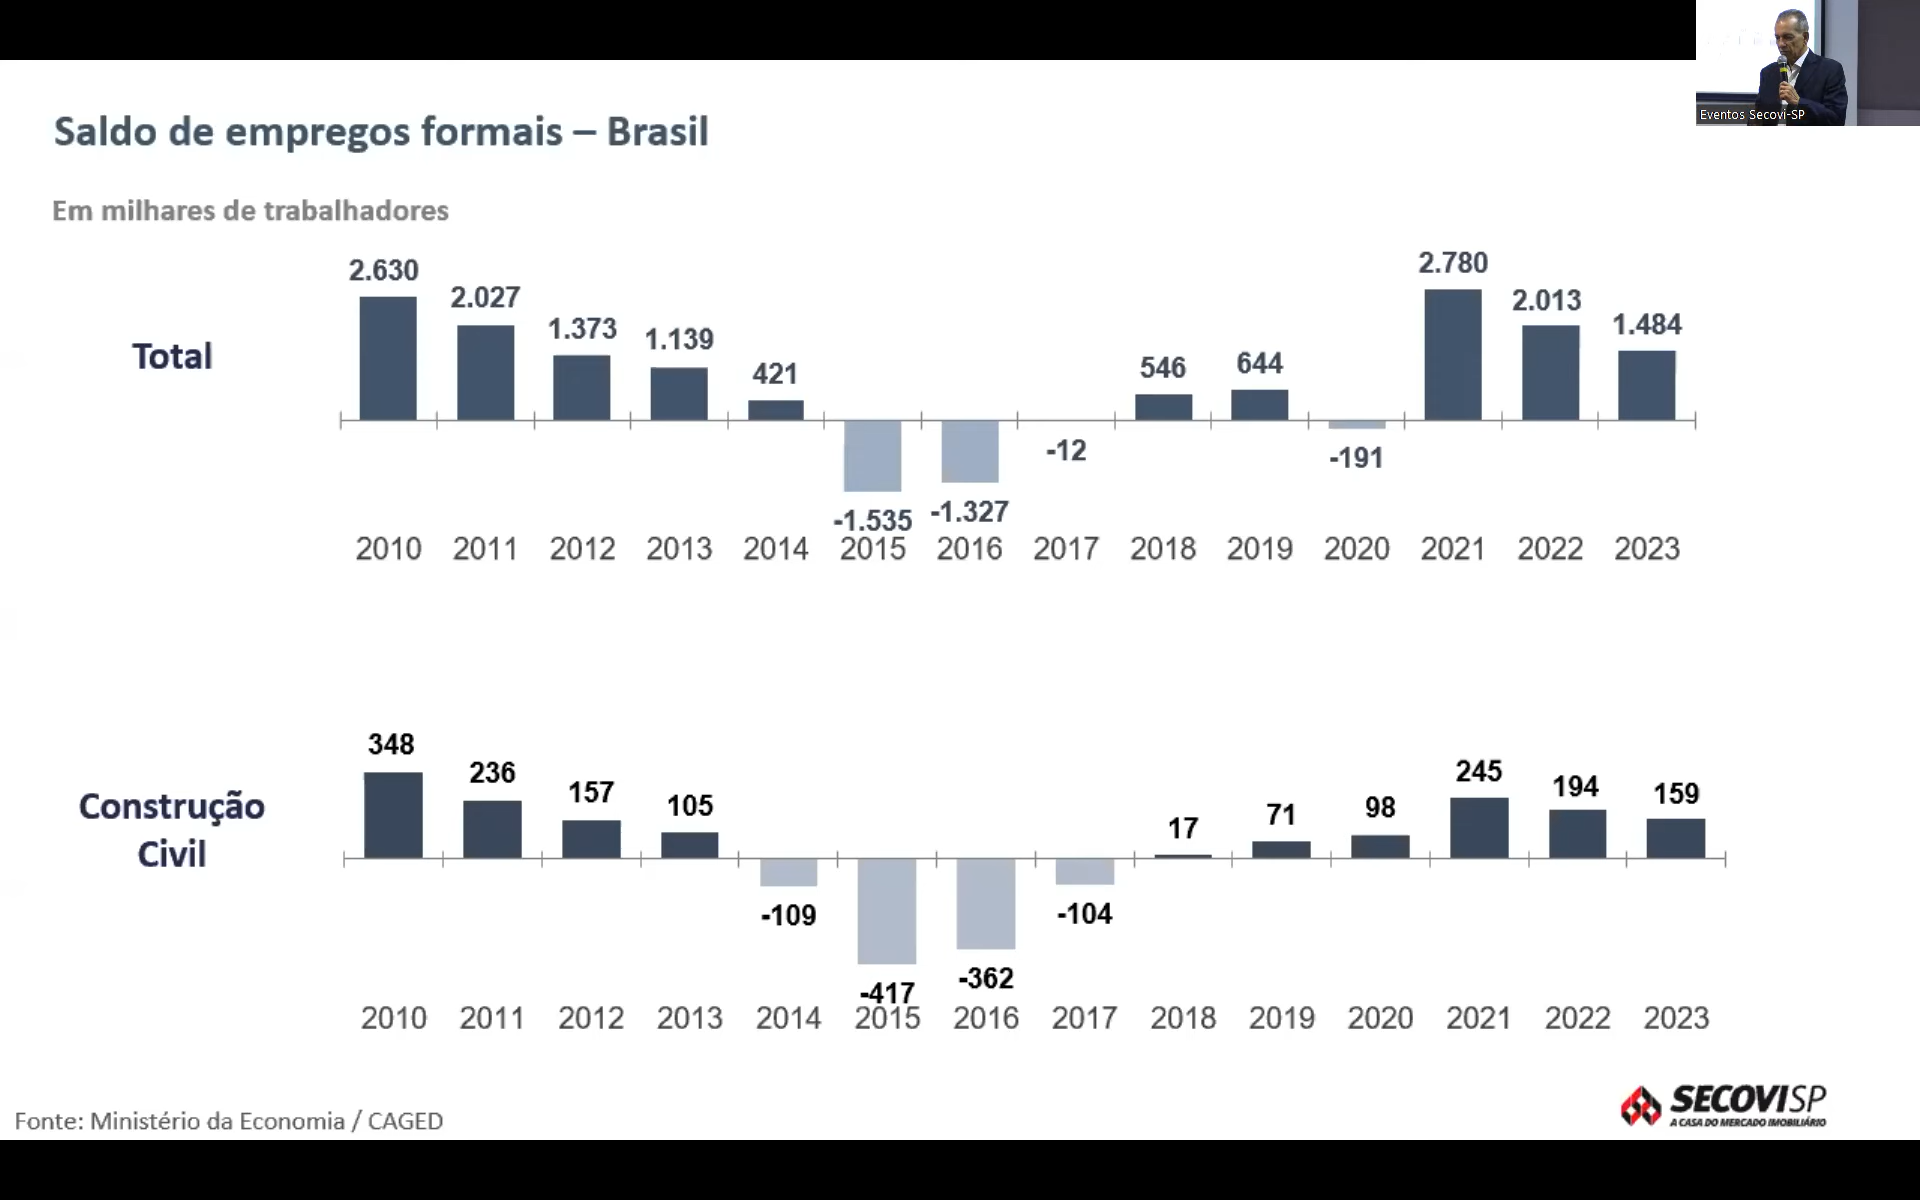 Eventos Secovi-SP
Saldo de empregos formais – Brasil
Em milhares de trabalhadores
Total
2.630 2.027 1.373 1.139 421 -1.535 -1.327 -12 546 644 -191 2.780 2.013 1.484
2010 2011 2012 2013 2014 2015 2016 2017 2018 2019 2020 2021 2022 2023
Construção
Civil
348 236 157 105 -109 -417 -362 -104 17 71 98 245 194 159
2010 2011 2012 2013 2014 2015 2016 2017 2018 2019 2020 2021 2022 2023
Fonte: Ministério da Economia / CAGED
SECOVISP
A CASA DO MERCADO IMOBILIÁRIO